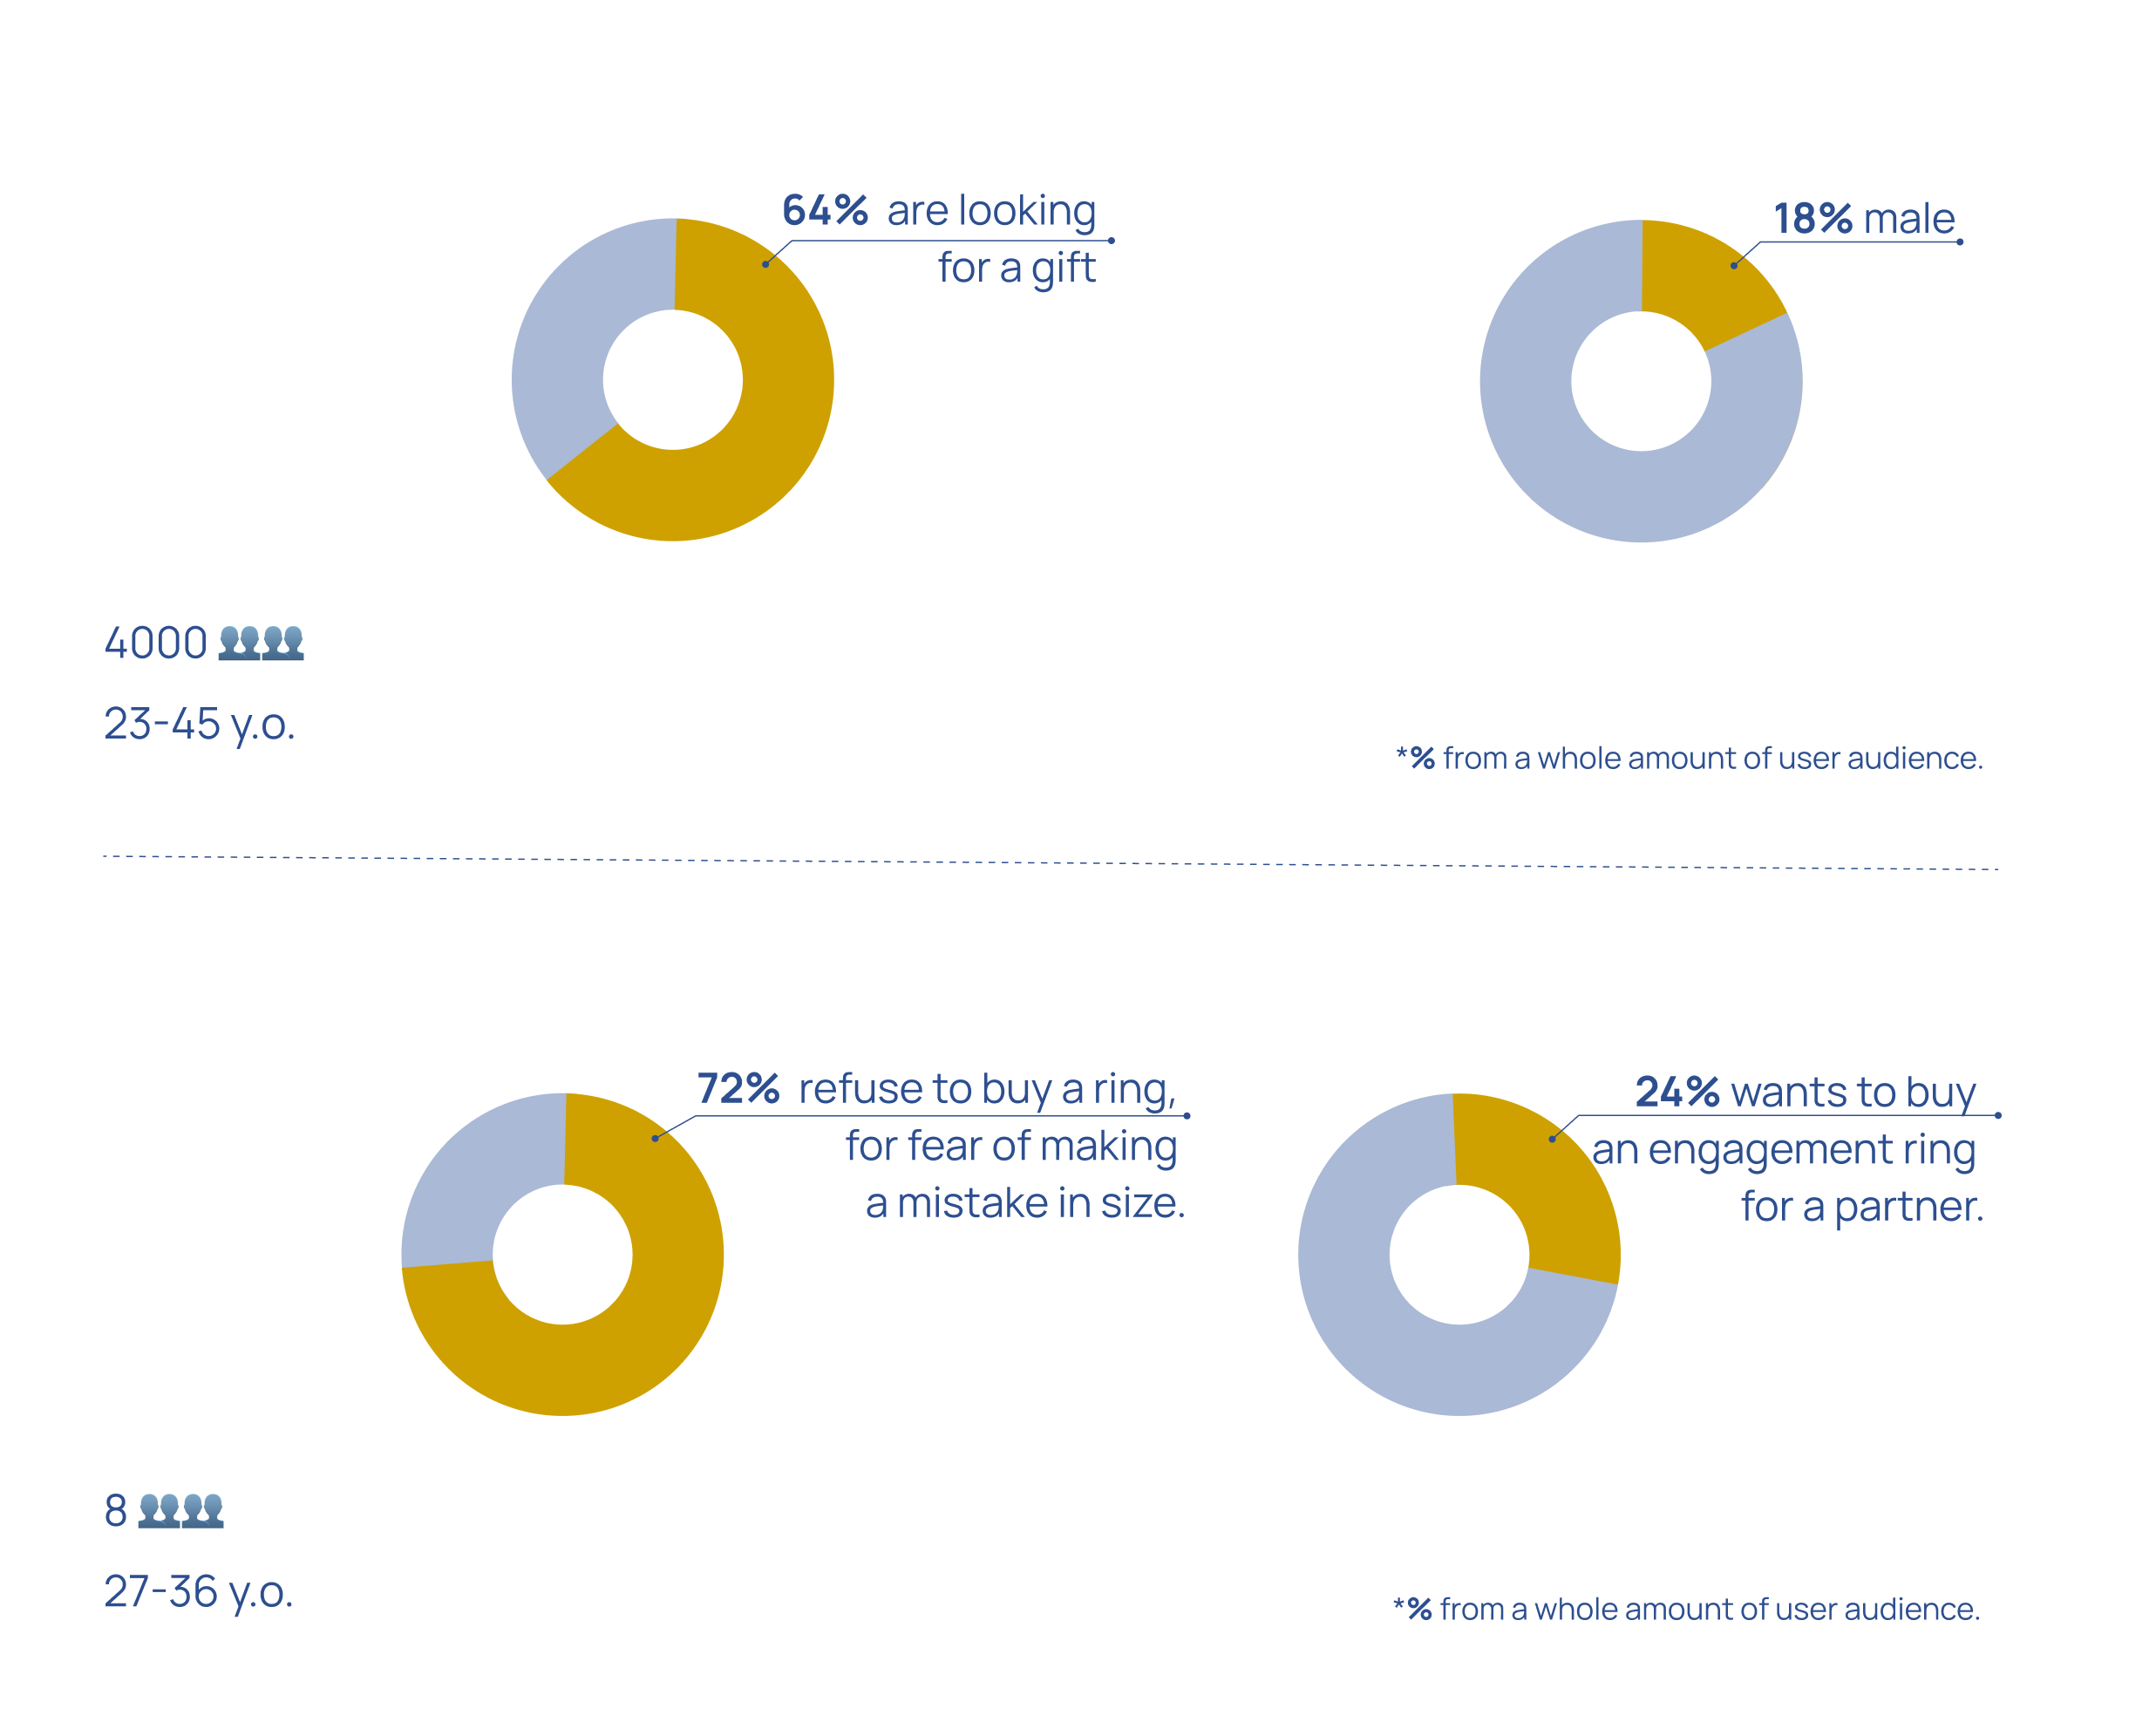 64% are looking
for a gift
18% male
4000
23-45 y.o.
*% from a whole amount of user audience.
72% refuse to buy a ring,
for fear of making
a mistake in size.
24% wants to buy
an engagement ring
for a partner.
8
27-36 y.o.
*% from a whole amount of user audience.